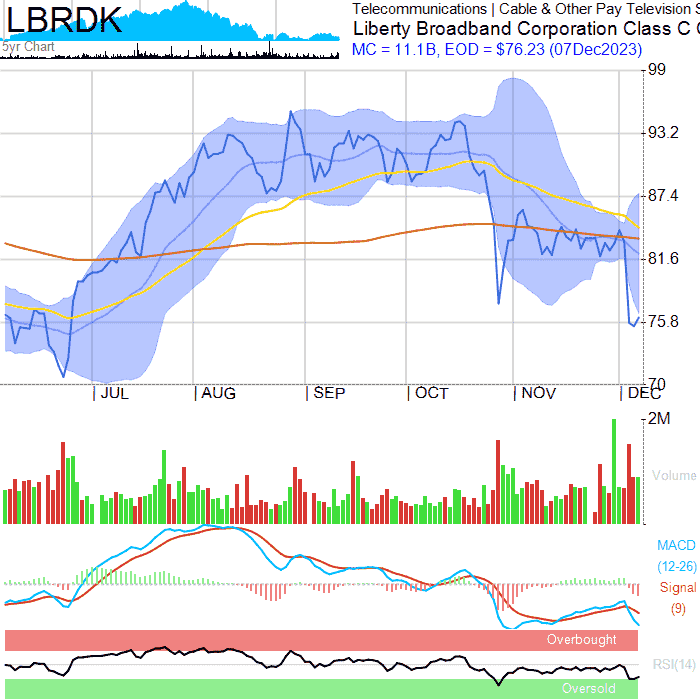 LBRDK
5yr Chart
Telecommunications | Cable & Other Pay Television S
Liberty Broadband Corporation Class C
MC = 11.1B, EOD = $76.23 (07Dec2023)
99
93.2
87.4
81.6
75.8
70
JUL AUG SEP OCT NOV DEC
2M
Volume
MACD
(12-26)
Signal
(9)
Overbought
RSI(14)
Oversold